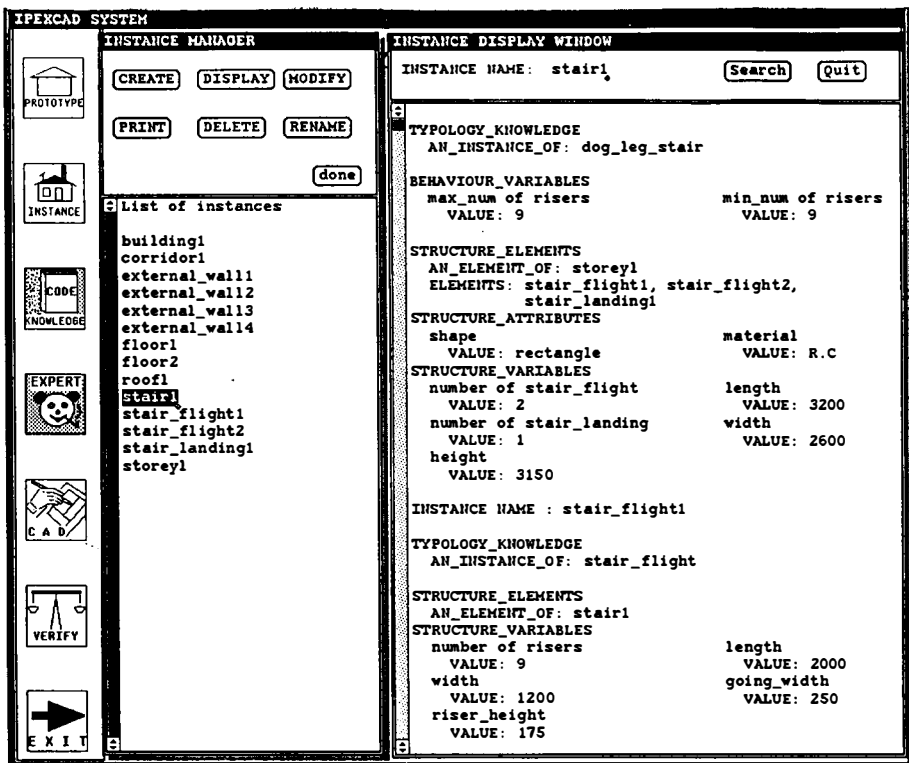 IPEXCAD SYSTEM
PROTOTYPE
INSTANCE
CODE
KNOWLEDGE
EXPERT
C A D
VERIFY
E X I T
INSTANCE MANAGER
CREATE DISPLAY MODIFY
PRINT DELETE RENAME
done
List of instances
building1
corridor1
external_wall1
external_wall2
external_wall3
external_wall4
floor1
floor2
roof1
stair1
stair_flight1
stair_flight2
stair_landing1
storey1
INSTANCE DISPLAY WINDOW
INSTANCE NAME: stair1 Search Quit
TYPOLOGY_KNOWLEDGE
AN_INSTANCE_OF: dog_leg_stair
BEHAVIOUR_VARIABLES
max_num of risers min_num of risers
VALUE: 9 VALUE: 9
STRUCTURE_ELEMENTS
AN_ELEMENT_OF: storey1
ELEMENTS: stair_flight1, stair_flight2,
stair_landing1
STRUCTURE_ATTRIBUTES
shape material
VALUE: rectangle VALUE: R.C
STRUCTURE_VARIABLES
number of stair_flight length
VALUE: 2 VALUE: 3200
number of stair_landing width
VALUE: 1 VALUE: 2600
height
VALUE: 3150
INSTANCE NAME : stair_flight1
TYPOLOGY_KNOWLEDGE
AN_INSTANCE_OF: stair_flight
STRUCTURE_ELEMENTS
AN_ELEMENT_OF: stair1
STRUCTURE_VARIABLES
number of risers length
VALUE: 9 VALUE: 2000
width going_width
VALUE: 1200 VALUE: 250
riser_height
VALUE: 175